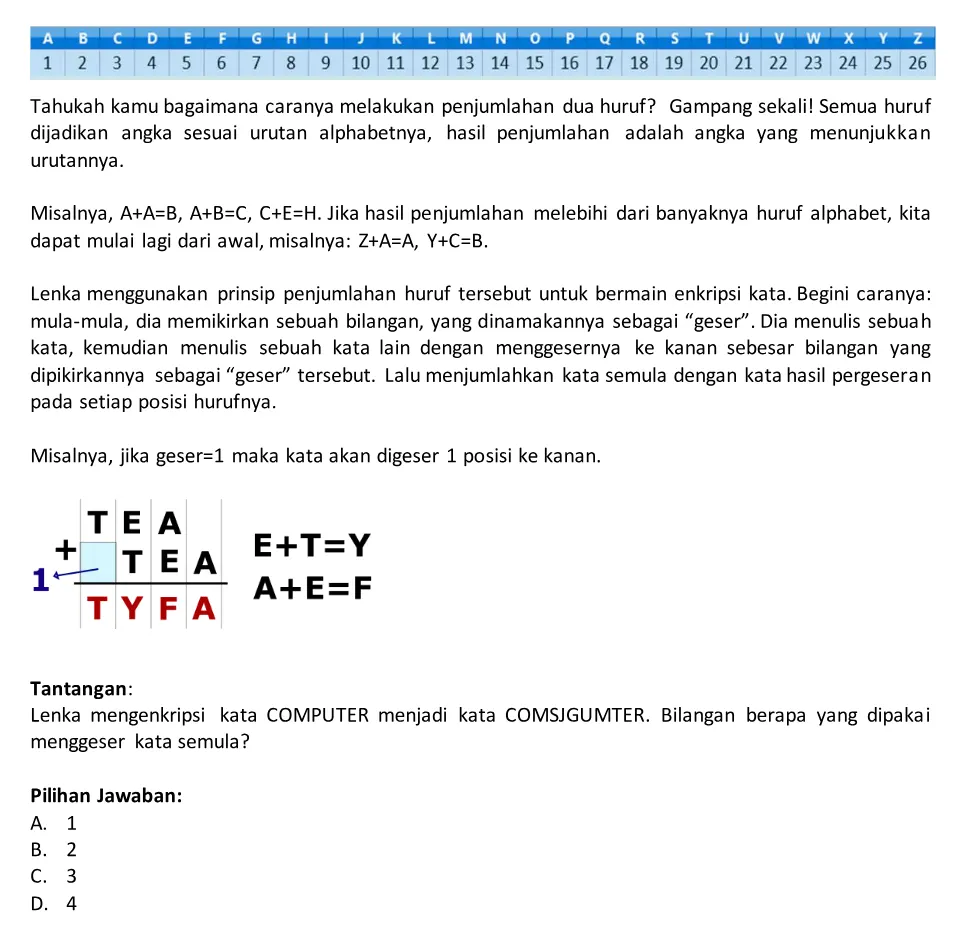 A B C D E F G H I J K L M N O P Q R S T U V W X Y Z
1 2 3 4 5 6 7 8 9 10 11 12 13 14 15 16 17 18 19 20 21 22 23 24 25 26
Tahukah kamu bagaimana caranya melakukan penjumlahan dua huruf? Gampang sekali! Semua huruf
dijadikan angka sesuai urutan alphabetnya, hasil penjumlahan adalah angka yang menunjukkan
urutannya.
Misalnya, A+A=B, A+B=C, C+E=H. Jika hasil penjumlahan melebihi dari banyaknya huruf alphabet, kita
dapat mulai lagi dari awal, misalnya: Z+A=A, Y+C=B.
Lenka menggunakan prinsip penjumlahan huruf tersebut untuk bermain enkripsi kata. Begini caranya:
mula-mula, dia memikirkan sebuah bilangan, yang dinamakannya sebagai “geser”. Dia menulis sebuah
kata, kemudian menulis sebuah kata lain dengan menggesernya ke kanan sebesar bilangan yang
dipikirkannya sebagai “geser” tersebut. Lalu menjumlahkan kata semula dengan kata hasil pergeseran
pada setiap posisi hurufnya.
Misalnya, jika geser=1 maka kata akan digeser 1 posisi ke kanan.
T E A
+ T E A
1
T Y F A
E+T=Y
A+E=F
Tantangan:
Lenka mengenkripsi kata COMPUTER menjadi kata COMSJGUMTER. Bilangan berapa yang dipakai
menggeser kata semula?
Pilihan Jawaban:
A. 1
B. 2
C. 3
D. 4